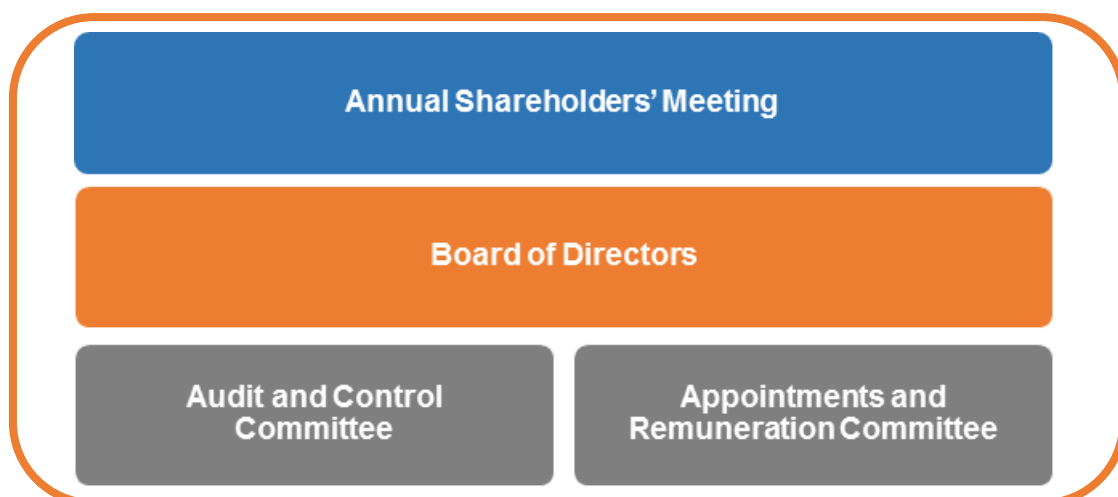 Annual Shareholders’ Meeting
Board of Directors
Audit and Control
Committee
Appointments and
Remuneration Committee